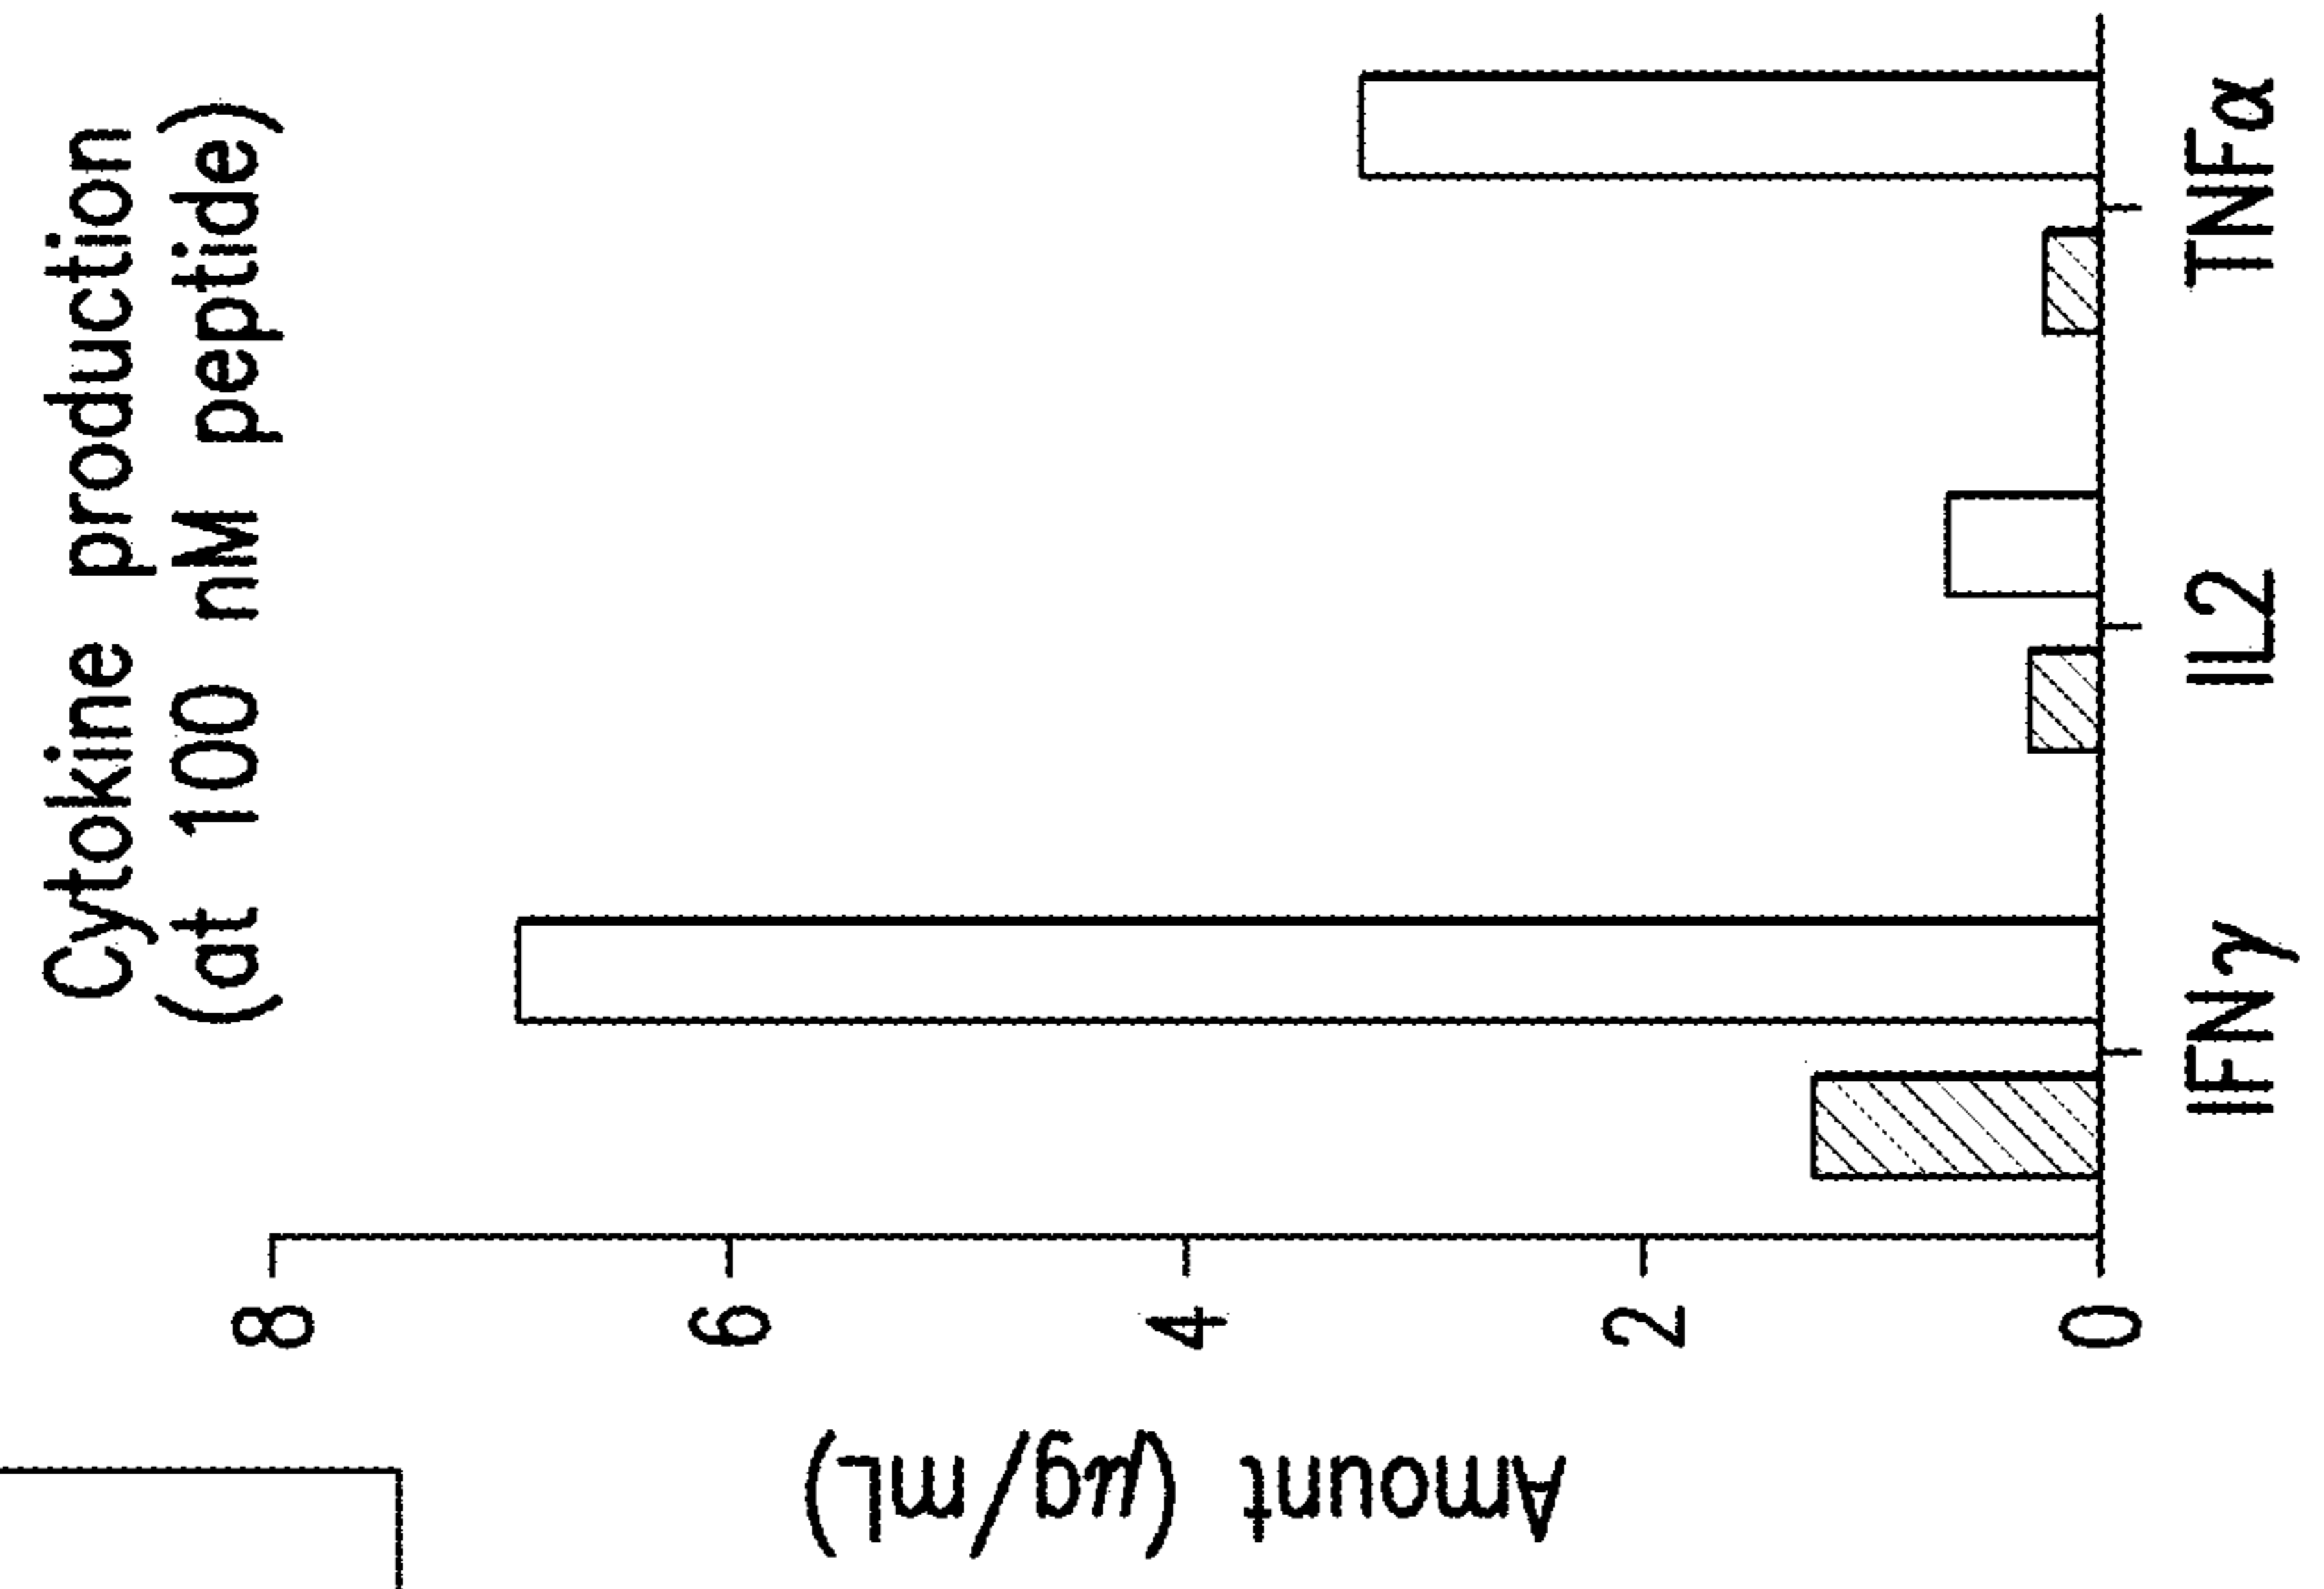 Cytokine production
(at 100 nM peptide)
Amount (µg/mL)
8
6
4
2
0
IFNγ
IL2
TNFα